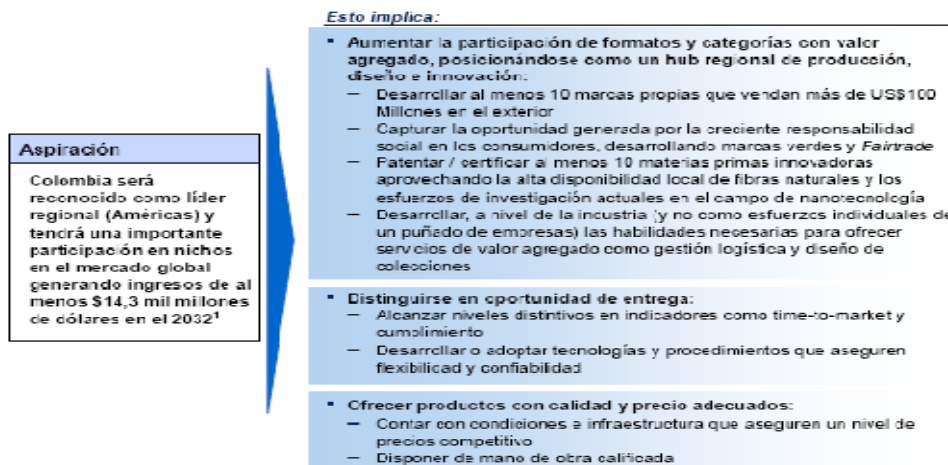 Esto implica:
▪ Aumentar la participación de formatos y categorías con valor
agregado, posicionándose como un hub regional de producción,
diseño e innovación:
— Desarrollar al menos 10 marcas propias que vendan más de US$100
Millones en el exterior
— Capturar la oportunidad generada por la creciente responsabilidad
social en los consumidores, desarrollando marcas verdes y Fairtrade
— Patentar / certificar al menos 10 materias primas innovadoras
aprovechando la alta disponibilidad local de fibras naturales y los
esfuerzos de investigación actuales en el campo de nanotecnología
— Desarrollar, a nivel de la industria (y no como esfuerzos individuales de
un puñado de empresas) las habilidades necesarias para ofrecer
servicios de valor agregado como gestión logística y diseño de
colecciones
Aspiración
Colombia será
reconocido como líder
regional (Américas) y
tendrá una importante
participación en nichos
en el mercado global
generando ingresos de al
menos $14,3 mil millones
de dólares en el 2032¹
▪ Distinguirse en oportunidad de entrega:
— Alcanzar niveles distintivos en indicadores como time-to-market y
cumplimiento
— Desarrollar o adoptar tecnologías y procedimientos que aseguren
flexibilidad y confiabilidad
▪ Ofrecer productos con calidad y precio adecuados:
— Contar con condiciones e infraestructura que aseguren un nivel de
precios competitivo
— Disponer de mano de obra calificada